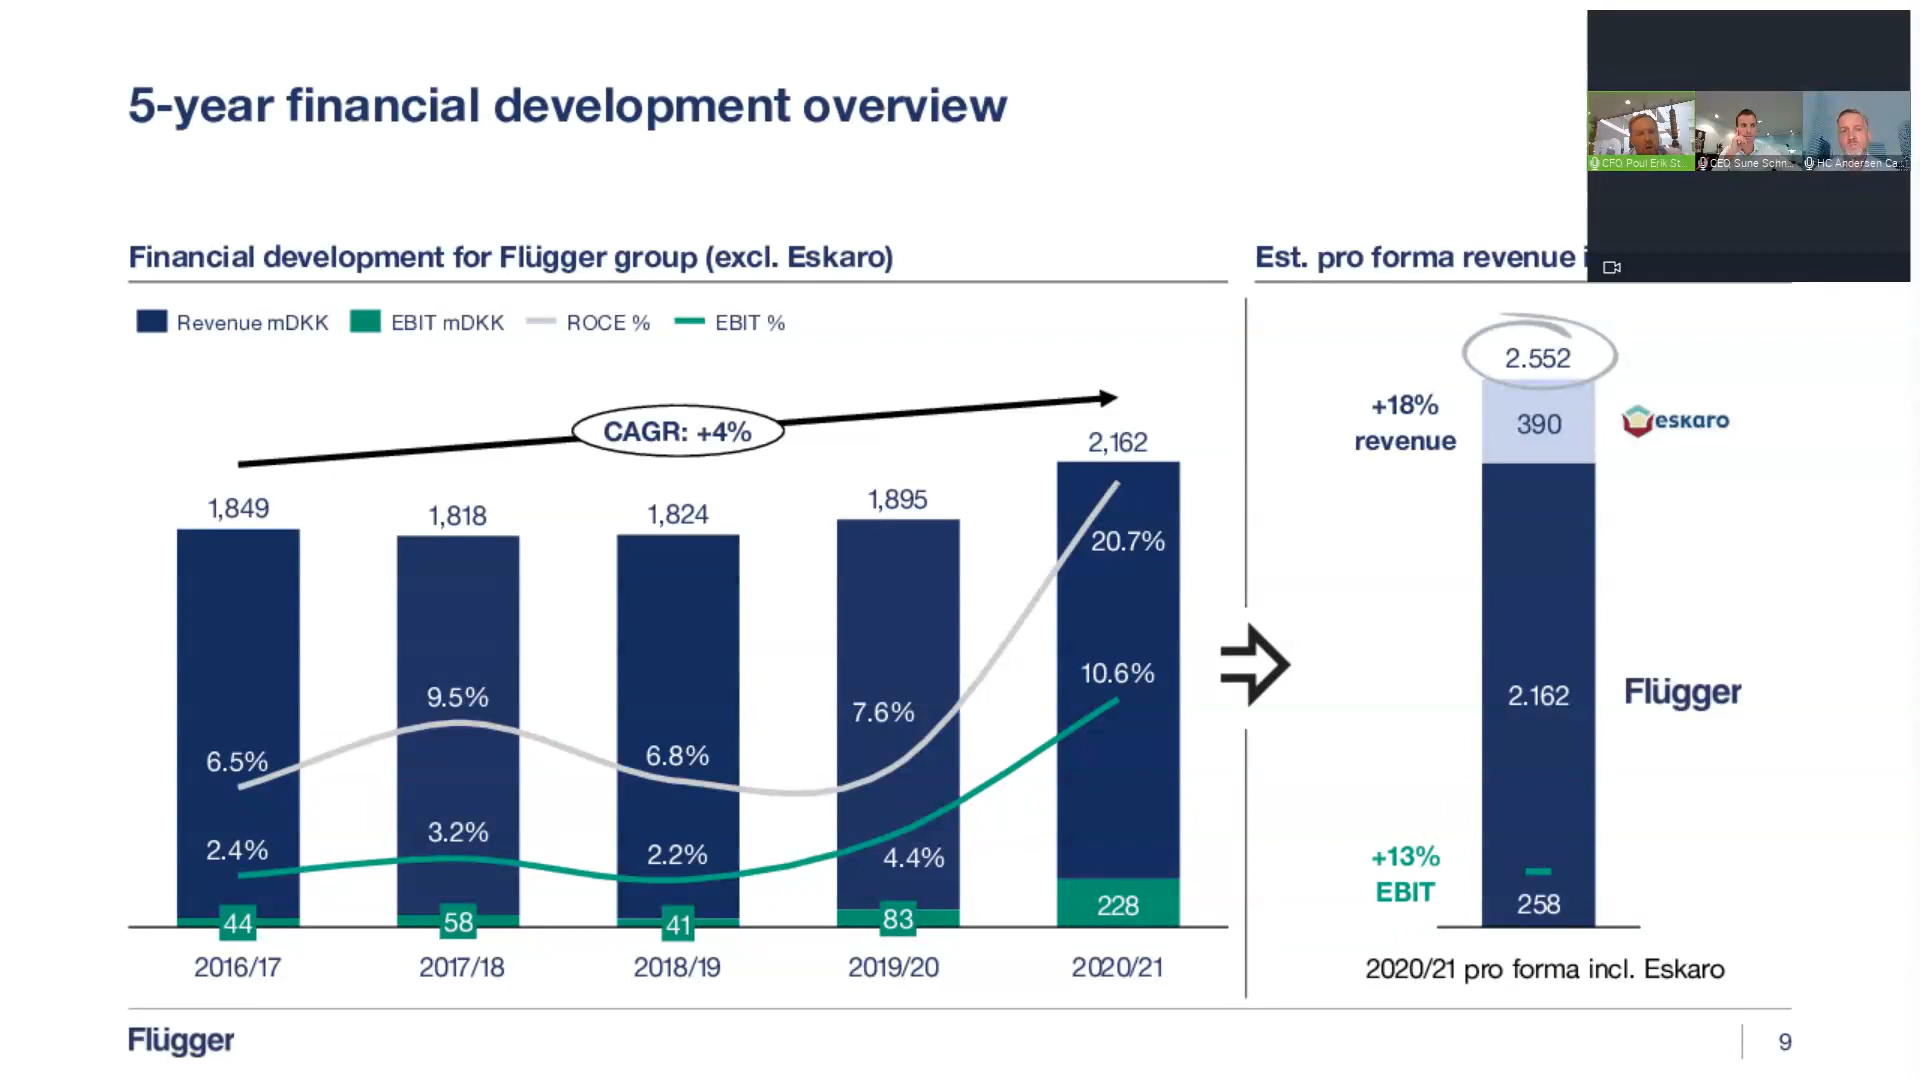 5-year financial development overview
CFO Poul Erik St...
CEO Sune Schn...
HC Andersen Ca...
Financial development for Flügger group (excl. Eskaro)
Est. pro forma revenue
Revenue mDKK
EBIT mDKK
ROCE %
EBIT %
CAGR: +4%
1,849
1,818
1,824
1,895
2,162
6.5%
9.5%
6.8%
7.6%
20.7%
2.4%
3.2%
2.2%
4.4%
10.6%
44
58
41
83
228
2016/17
2017/18
2018/19
2019/20
2020/21
2.552
+18%
revenue
390
eskaro
2.162
Flügger
+13%
EBIT
258
2020/21 pro forma incl. Eskaro
Flügger
9